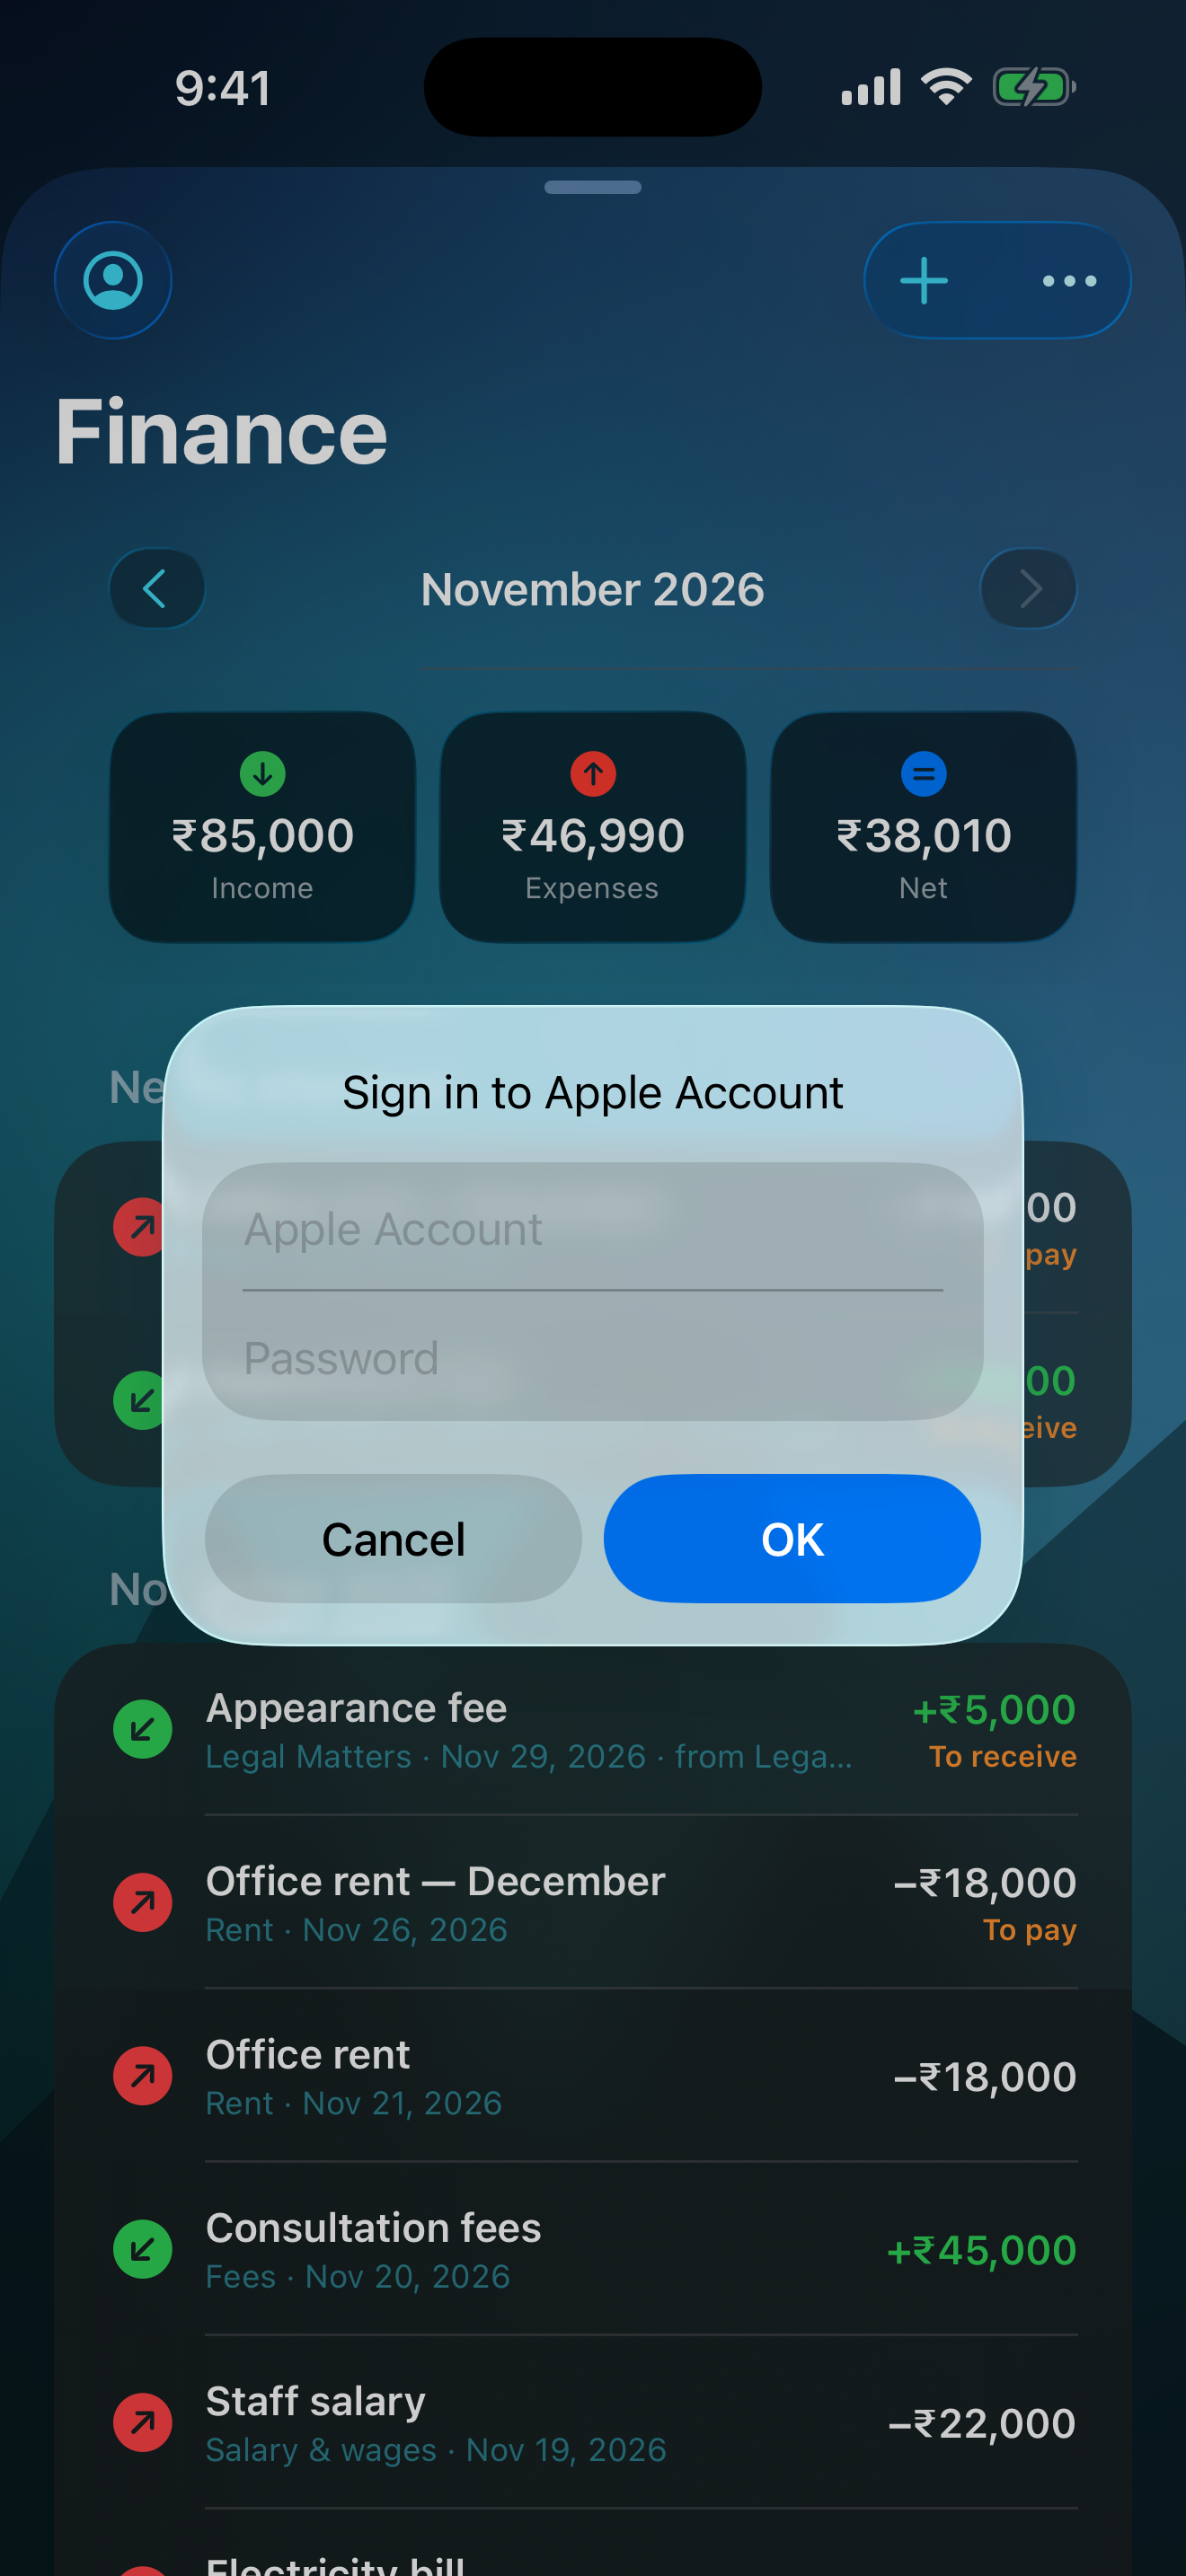 9:41
Finance
November 2026
₹85,000
Income
₹46,990
Expenses
₹38,010
Net
Sign in to Apple Account
Apple Account
Password
Cancel
OK
Appearance fee
+₹5,000
Legal Matters · Nov 29, 2026 · from Lega...
To receive
Office rent — December
−₹18,000
Rent · Nov 26, 2026
To pay
Office rent
−₹18,000
Rent · Nov 21, 2026
Consultation fees
+₹45,000
Fees · Nov 20, 2026
Staff salary
−₹22,000
Salary & wages · Nov 19, 2026
Electricity bill